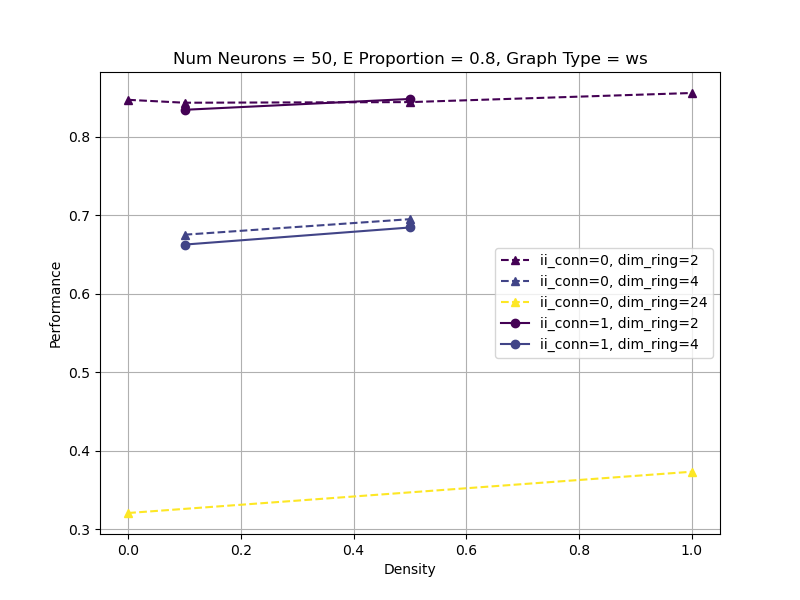 Num Neurons = 50, E Proportion = 0.8, Graph Type = ws
Performance
0.8
0.7
0.6
0.5
0.4
0.3
ii_conn=0, dim_ring=2
ii_conn=0, dim_ring=4
ii_conn=0, dim_ring=24
ii_conn=1, dim_ring=2
ii_conn=1, dim_ring=4
0.0 0.2 0.4 0.6 0.8 1.0
Density